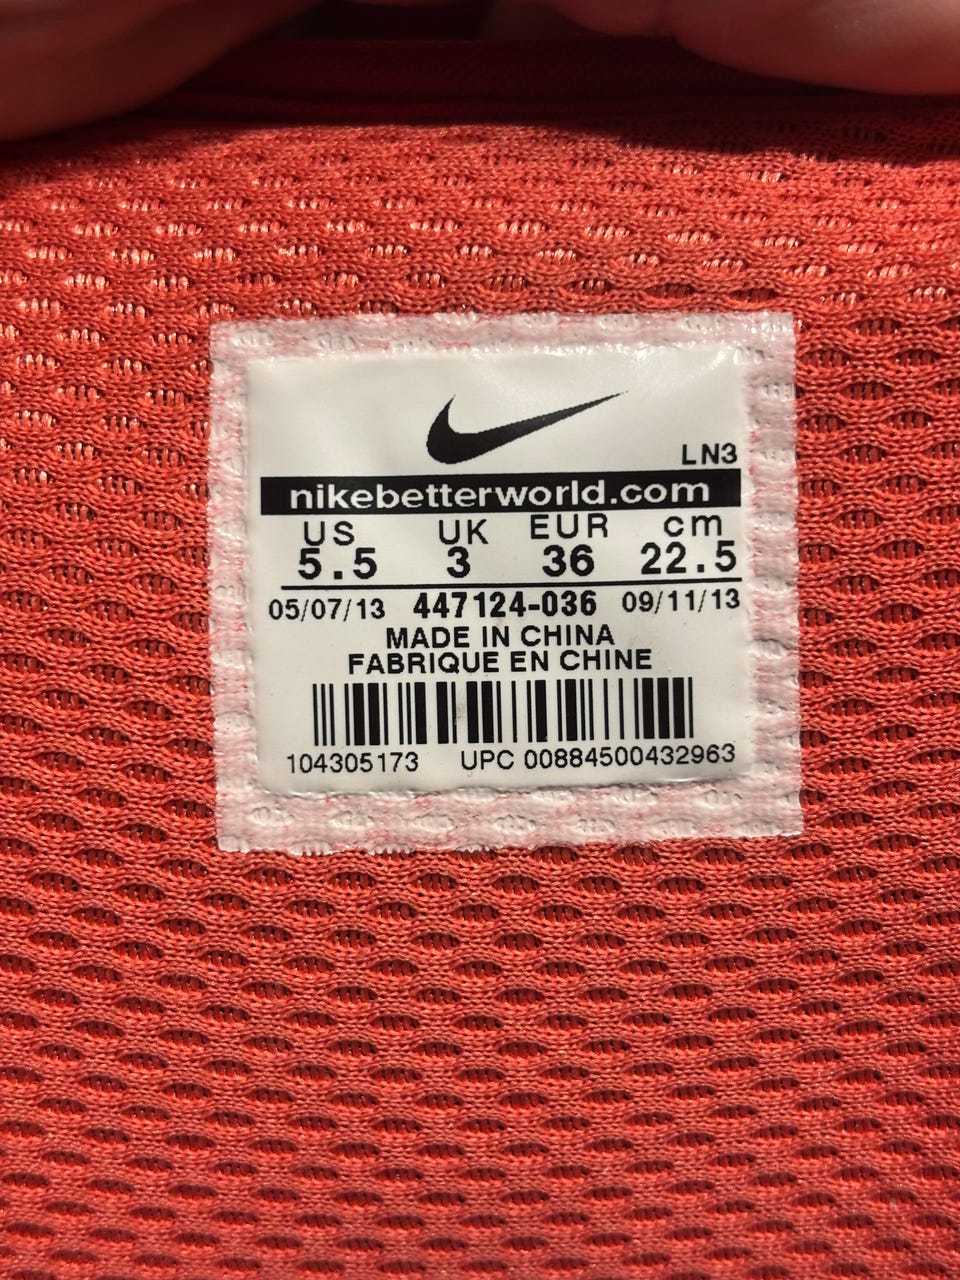 LN3
nikebetterworld.com
US UK EUR cm
5.5 3 36 22.5
05/07/13 447124-036 09/11/13
MADE IN CHINA
FABRIQUE EN CHINE
104305173 UPC 00884500432963